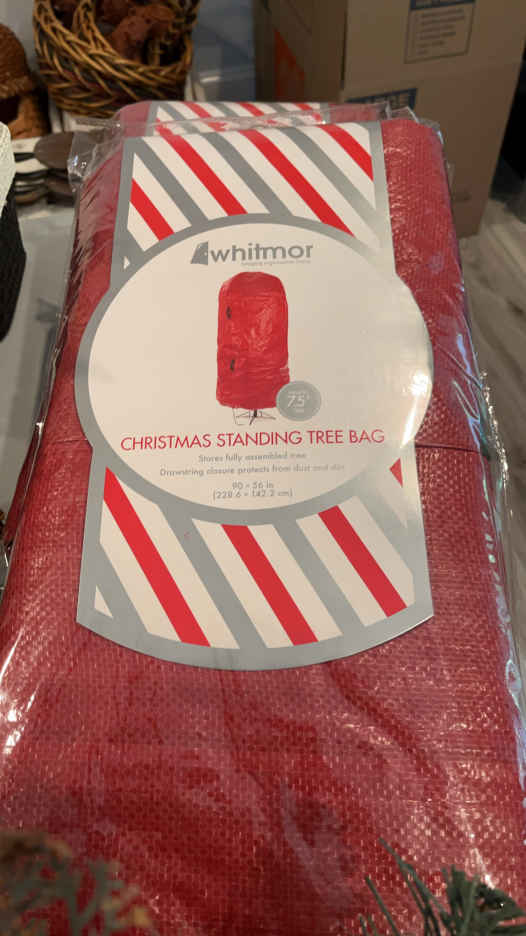 whitmor
7.5'
CHRISTMAS STANDING TREE BAG
Stores fully assembled tree
Drawstring closure protects from dust and dirt
90 x 56 in
(228.6 x 142.2 cm)